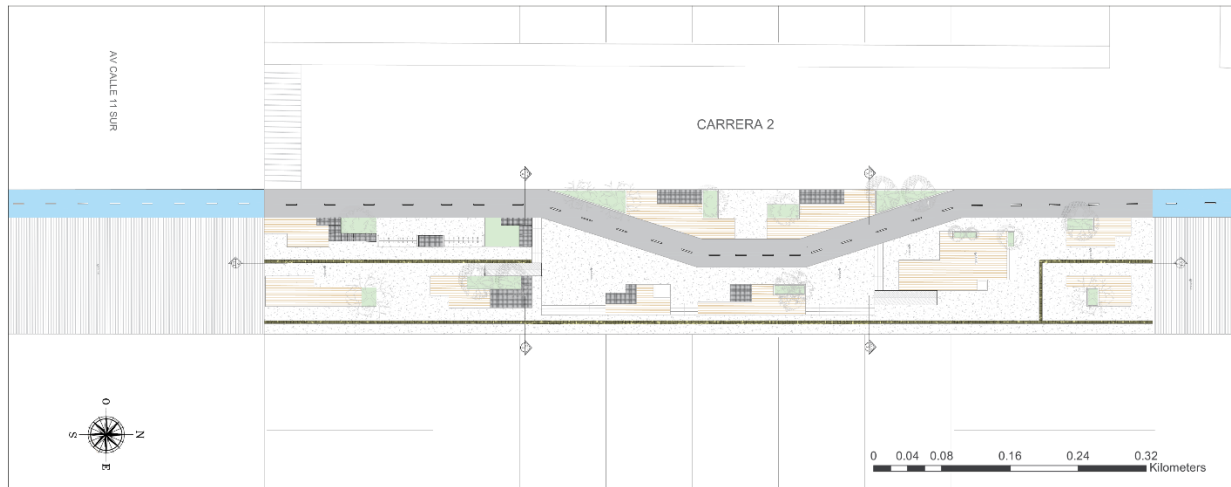 AV CALLE 11 SUR
CARRERA 2
O
S N
E
0 0.04 0.08 0.16 0.24 0.32
Kilometers